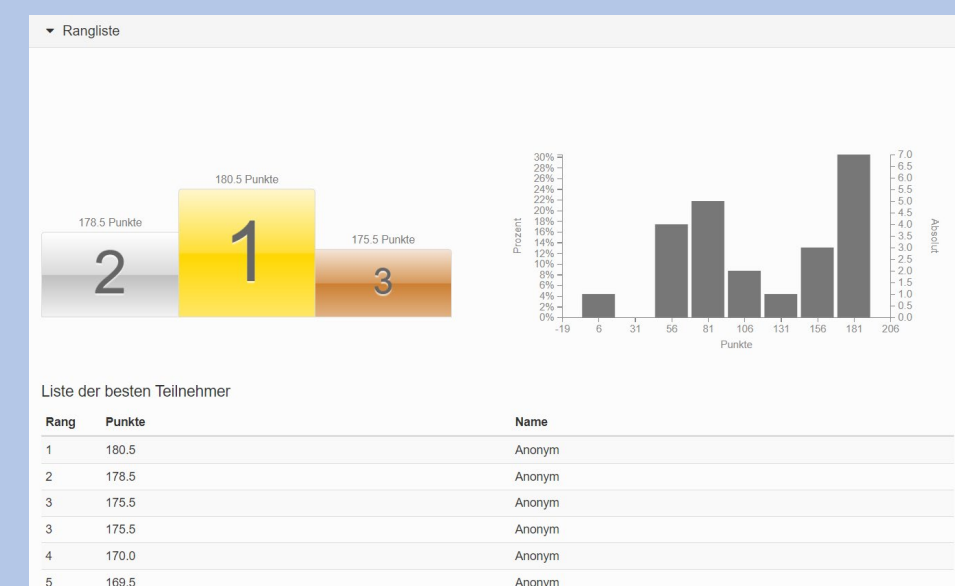 Rangliste
180.5 Punkte
178.5 Punkte
175.5 Punkte
2
1
3
30%
28%
26%
24%
22%
20%
18%
16%
14%
12%
10%
8%
6%
4%
2%
0%
Prozent
7.0
6.5
6.0
5.5
5.0
4.5
4.0
3.5
3.0
2.5
2.0
1.5
1.0
0.5
0.0
Absolut
-19 6 31 56 81 106 131 156 181 206
Punkte
Liste der besten Teilnehmer
Rang Punkte Name
1 180.5 Anonym
2 178.5 Anonym
3 175.5 Anonym
3 175.5 Anonym
4 170.0 Anonym
5 169.5 Anonym